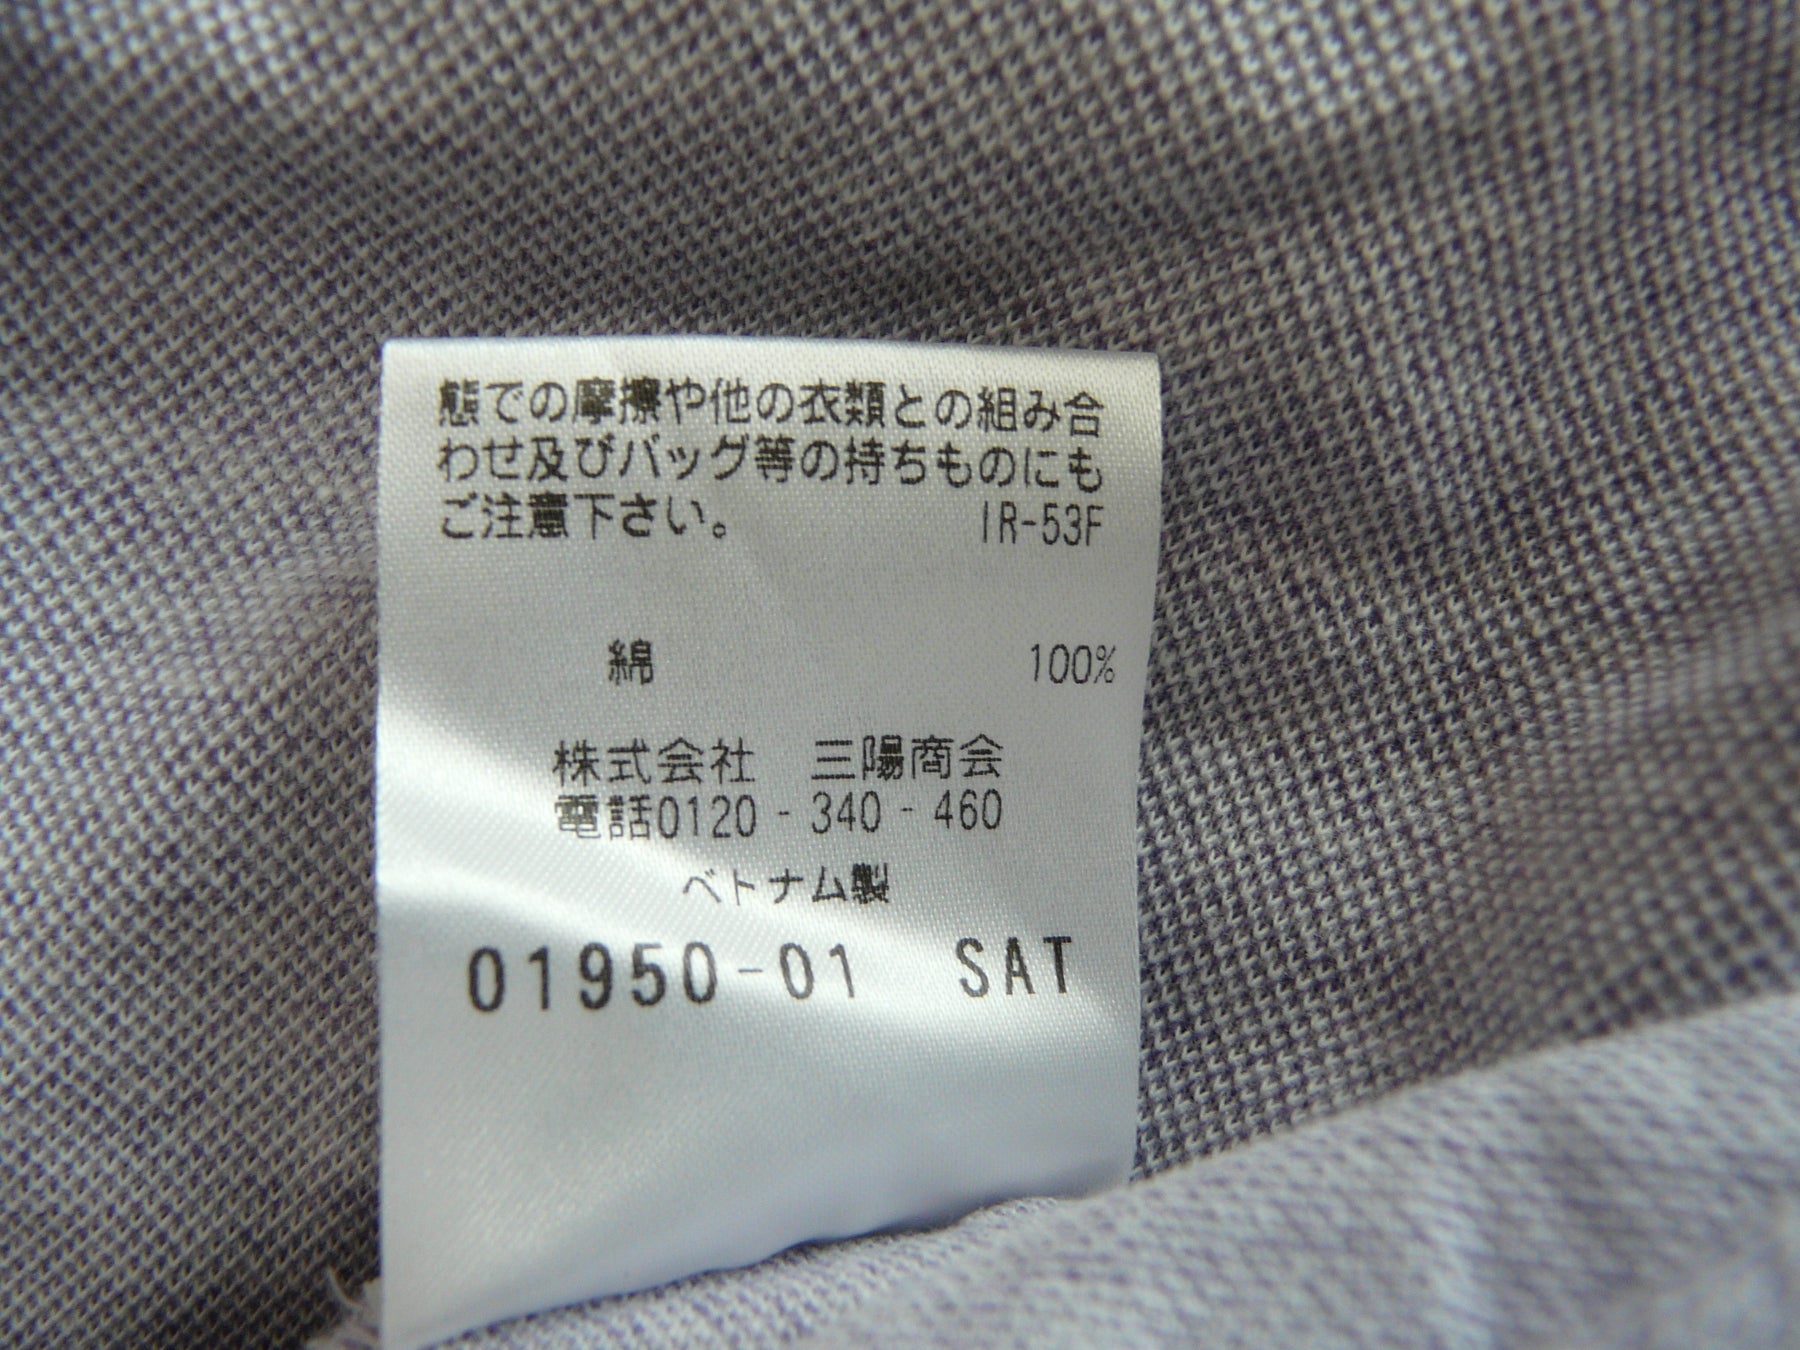 態での摩擦や他の衣類との組み合
わせ及びバッグ等の持ちものにも
ご注意下さい。 IR-53F
綿 100%
株式会社 三陽商会
電話0120-340-460
ベトナム製
01950-01 SAT